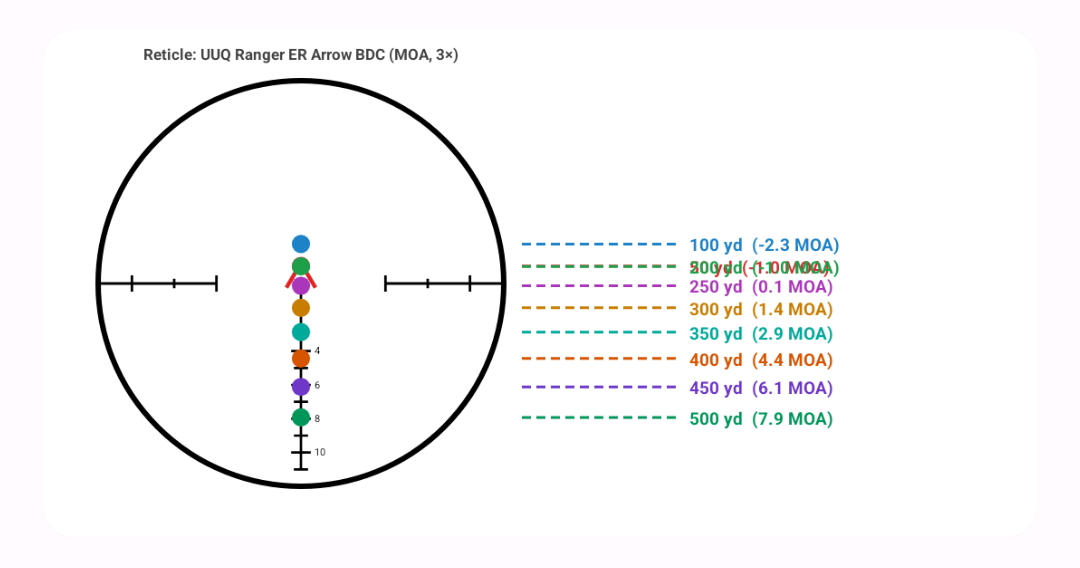 Reticle: UUQ Ranger ER Arrow BDC (MOA, 3×)
100 yd (-2.3 MOA)
200 yd
250 yd (0.1 MOA)
300 yd (1.4 MOA)
350 yd (2.9 MOA)
4
400 yd (4.4 MOA)
6
450 yd (6.1 MOA)
8
500 yd (7.9 MOA)
10